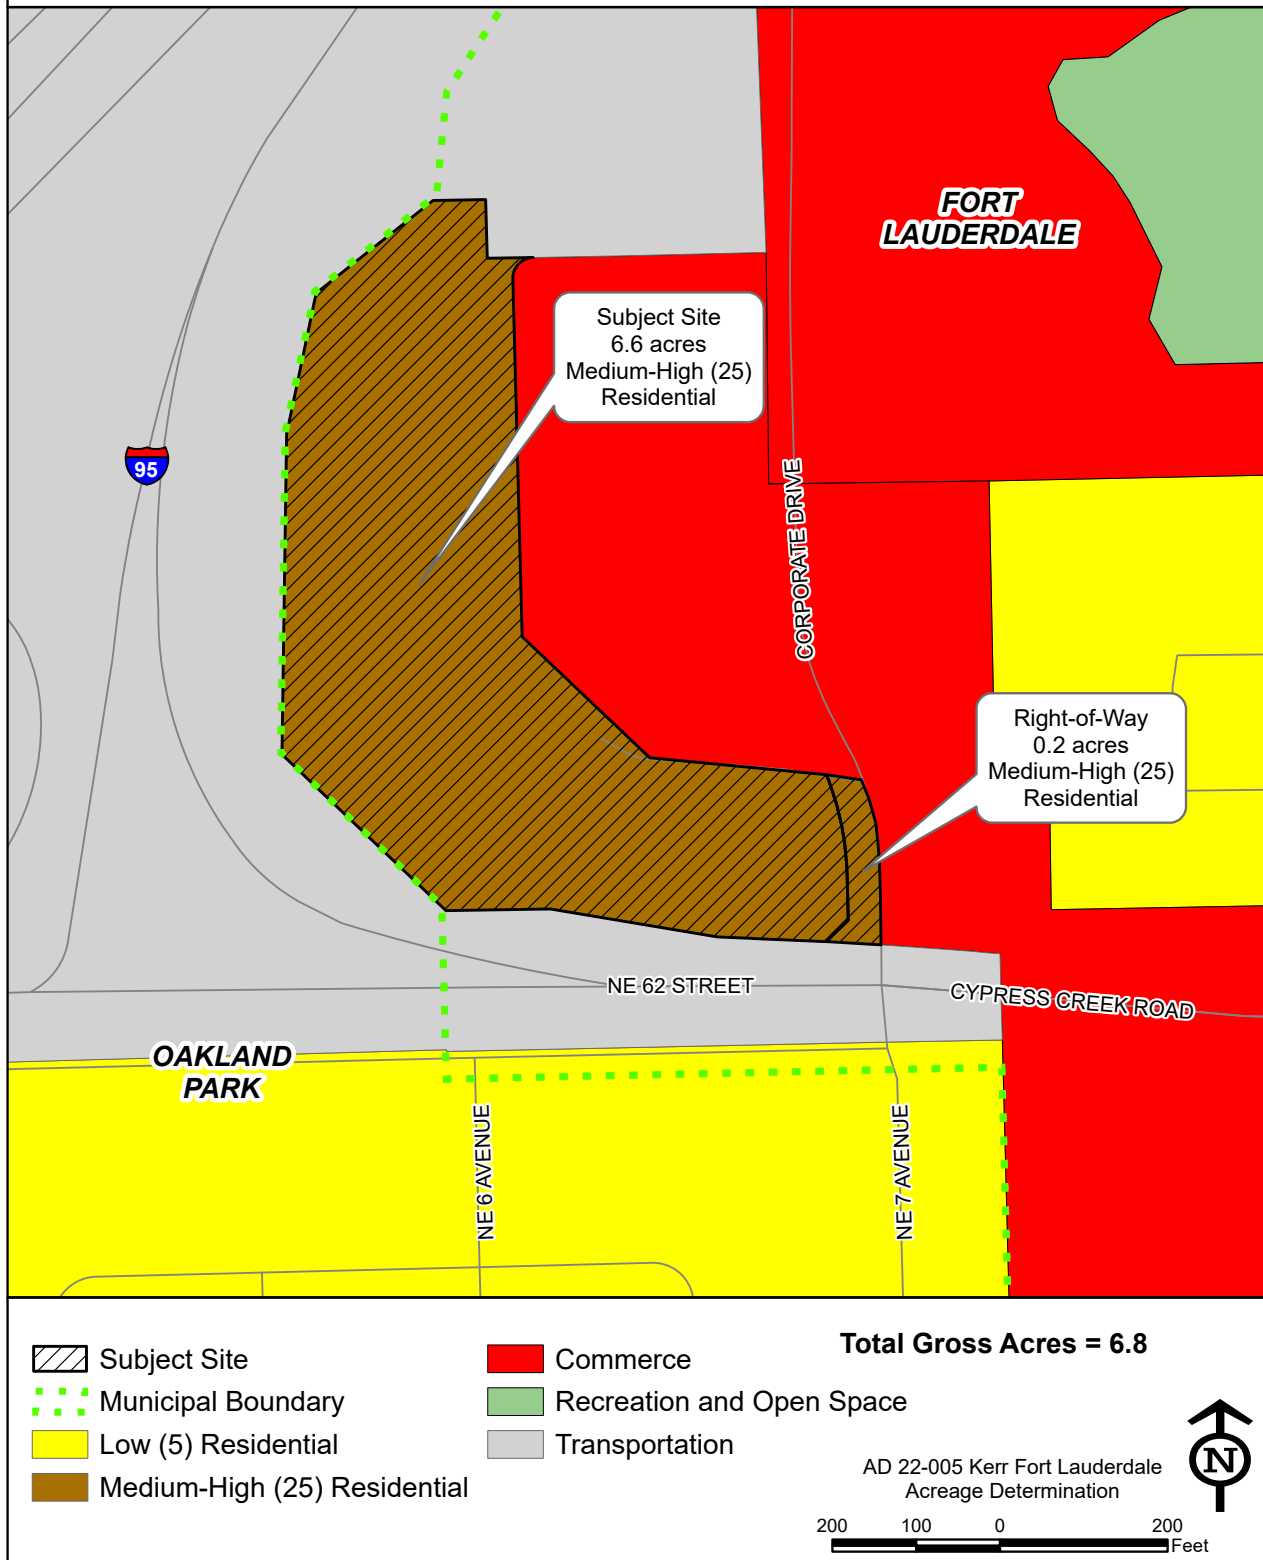 FORT
LAUDERDALE
Subject Site
6.6 acres
Medium-High (25)
Residential
95
CORPORATE DRIVE
Right-of-Way
0.2 acres
Medium-High (25)
Residential
NE 62 STREET
CYPRESS CREEK ROAD
OAKLAND
PARK
NE 6 AVENUE
NE 7 AVENUE
Total Gross Acres = 6.8
Subject Site
Municipal Boundary
Low (5) Residential
Medium-High (25) Residential
Commerce
Recreation and Open Space
Transportation
AD 22-005 Kerr Fort Lauderdale
Acreage Determination
N
200 100 0 200
Feet